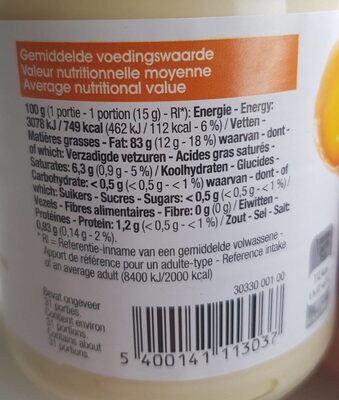 Gemiddelde voedingswaarde
Valeur nutritionnelle moyenne
Average nutritional value
100 g (1 portie - 1 portion (15 g) - RI*): Energie - Energy:
3078 kJ / 749 kcal (462 kJ / 112 kcal - 6 %) / Vetten -
Matières grasses - Fat: 83 g (12 g - 18 %) waarvan - dont -
of which: Verzadigde vetzuren - Acides gras saturés -
Saturates: 6,3 g (0,9 g - 5 %) / Koolhydraten - Glucides -
Carbohydrate: < 0,5 g (< 0,5 g - < 1 %) waarvan - dont - of
which: Suikers - Sucres - Sugars: < 0,5 g (< 0,5 g - < 1 %) /
Vezels - Fibres alimentaires - Fibre: 0 g (0 g) / Eiwitten -
Protéines - Protein: 1,2 g (< 0,5 g - < 1 %) / Zout - Sel - Salt:
0,93 g (0,14 g - 2 %).
* RI = Referentie-inname van een gemiddelde volwassene -
Apport de référence pour un adulte-type - Reference intake
of an average adult (8400 kJ/2000 kcal)
30330 001 00
Bevat ongeveer
31 porties.
Contient environ
31 portions.
Contains about
31 portions.
5 400141 113037